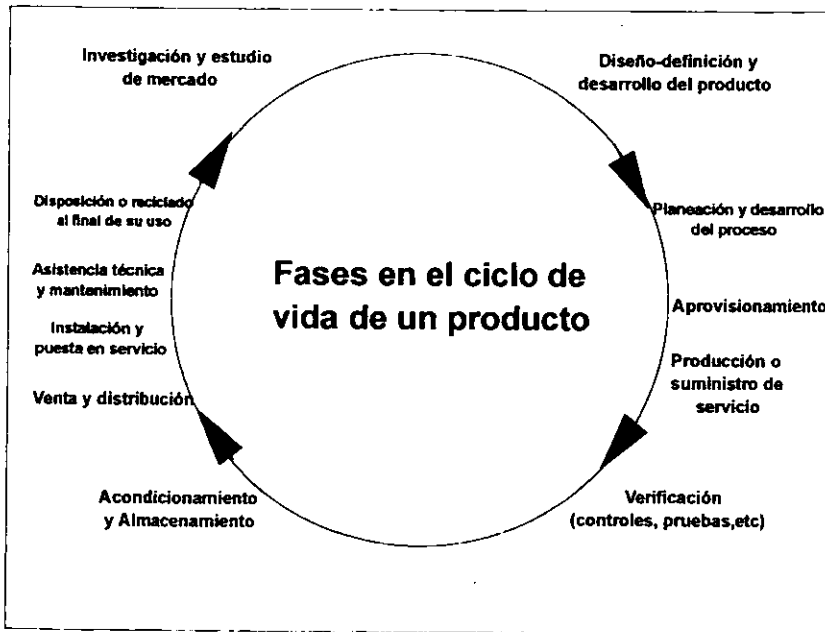 Investigación y estudio
de mercado
Diseño-definición y
desarrollo del producto
Planeación y desarrollo
del proceso
Aprovisionamiento
Producción o
suministro de
servicio
Verificación
(controles, pruebas,etc)
Acondicionamiento
y Almacenamiento
Venta y distribución
Instalación y
puesta en servicio
Asistencia técnica
y mantenimiento
Disposición o reciclado
al final de su uso
Fases en el ciclo de
vida de un producto